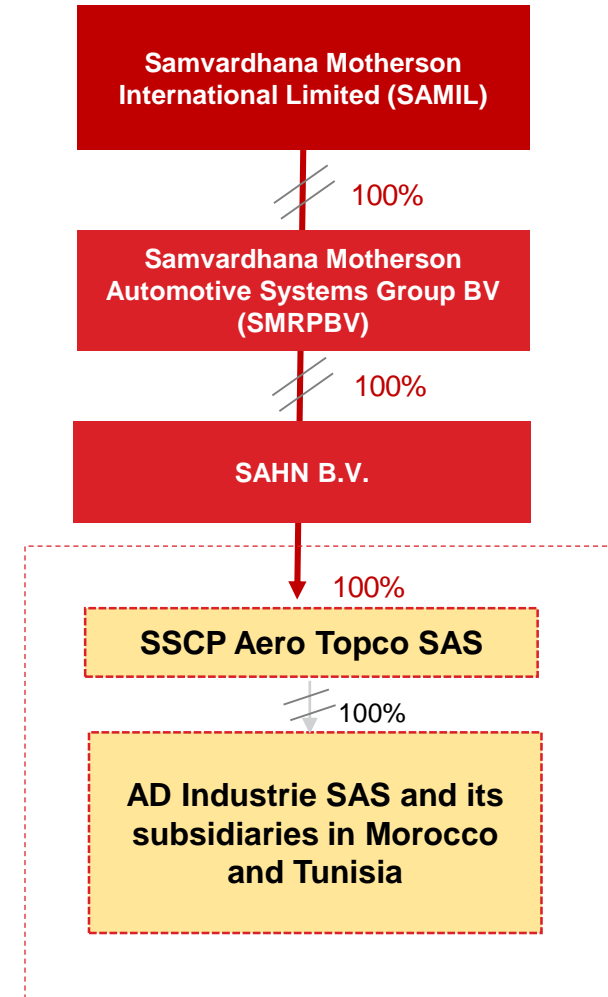 Samvardhana Motherson
International Limited (SAMIL)
100%
Samvardhana Motherson
Automotive Systems Group BV
(SMRPBV)
100%
SAHN B.V.
100%
SSCP Aero Topco SAS
100%
AD Industrie SAS and its
subsidiaries in Morocco
and Tunisia